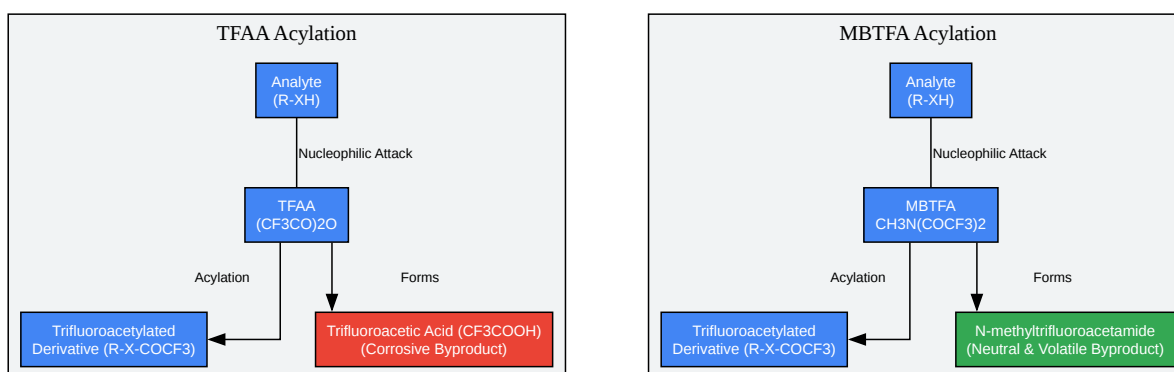 TFAA Acylation
Analyte
(R-XH)
Nucleophilic Attack
TFAA
(CF3CO)2O
Acylation
Forms
Trifluoroacetylated
Derivative (R-X-COCF3)
Trifluoroacetic Acid (CF3COOH)
(Corrosive Byproduct)
MBTFA Acylation
Analyte
(R-XH)
Nucleophilic Attack
MBTFA
CH3N(COCF3)2
Acylation
Forms
Trifluoroacetylated
Derivative (R-X-COCF3)
N-methyltrifluoroacetamide
(Neutral & Volatile Byproduct)